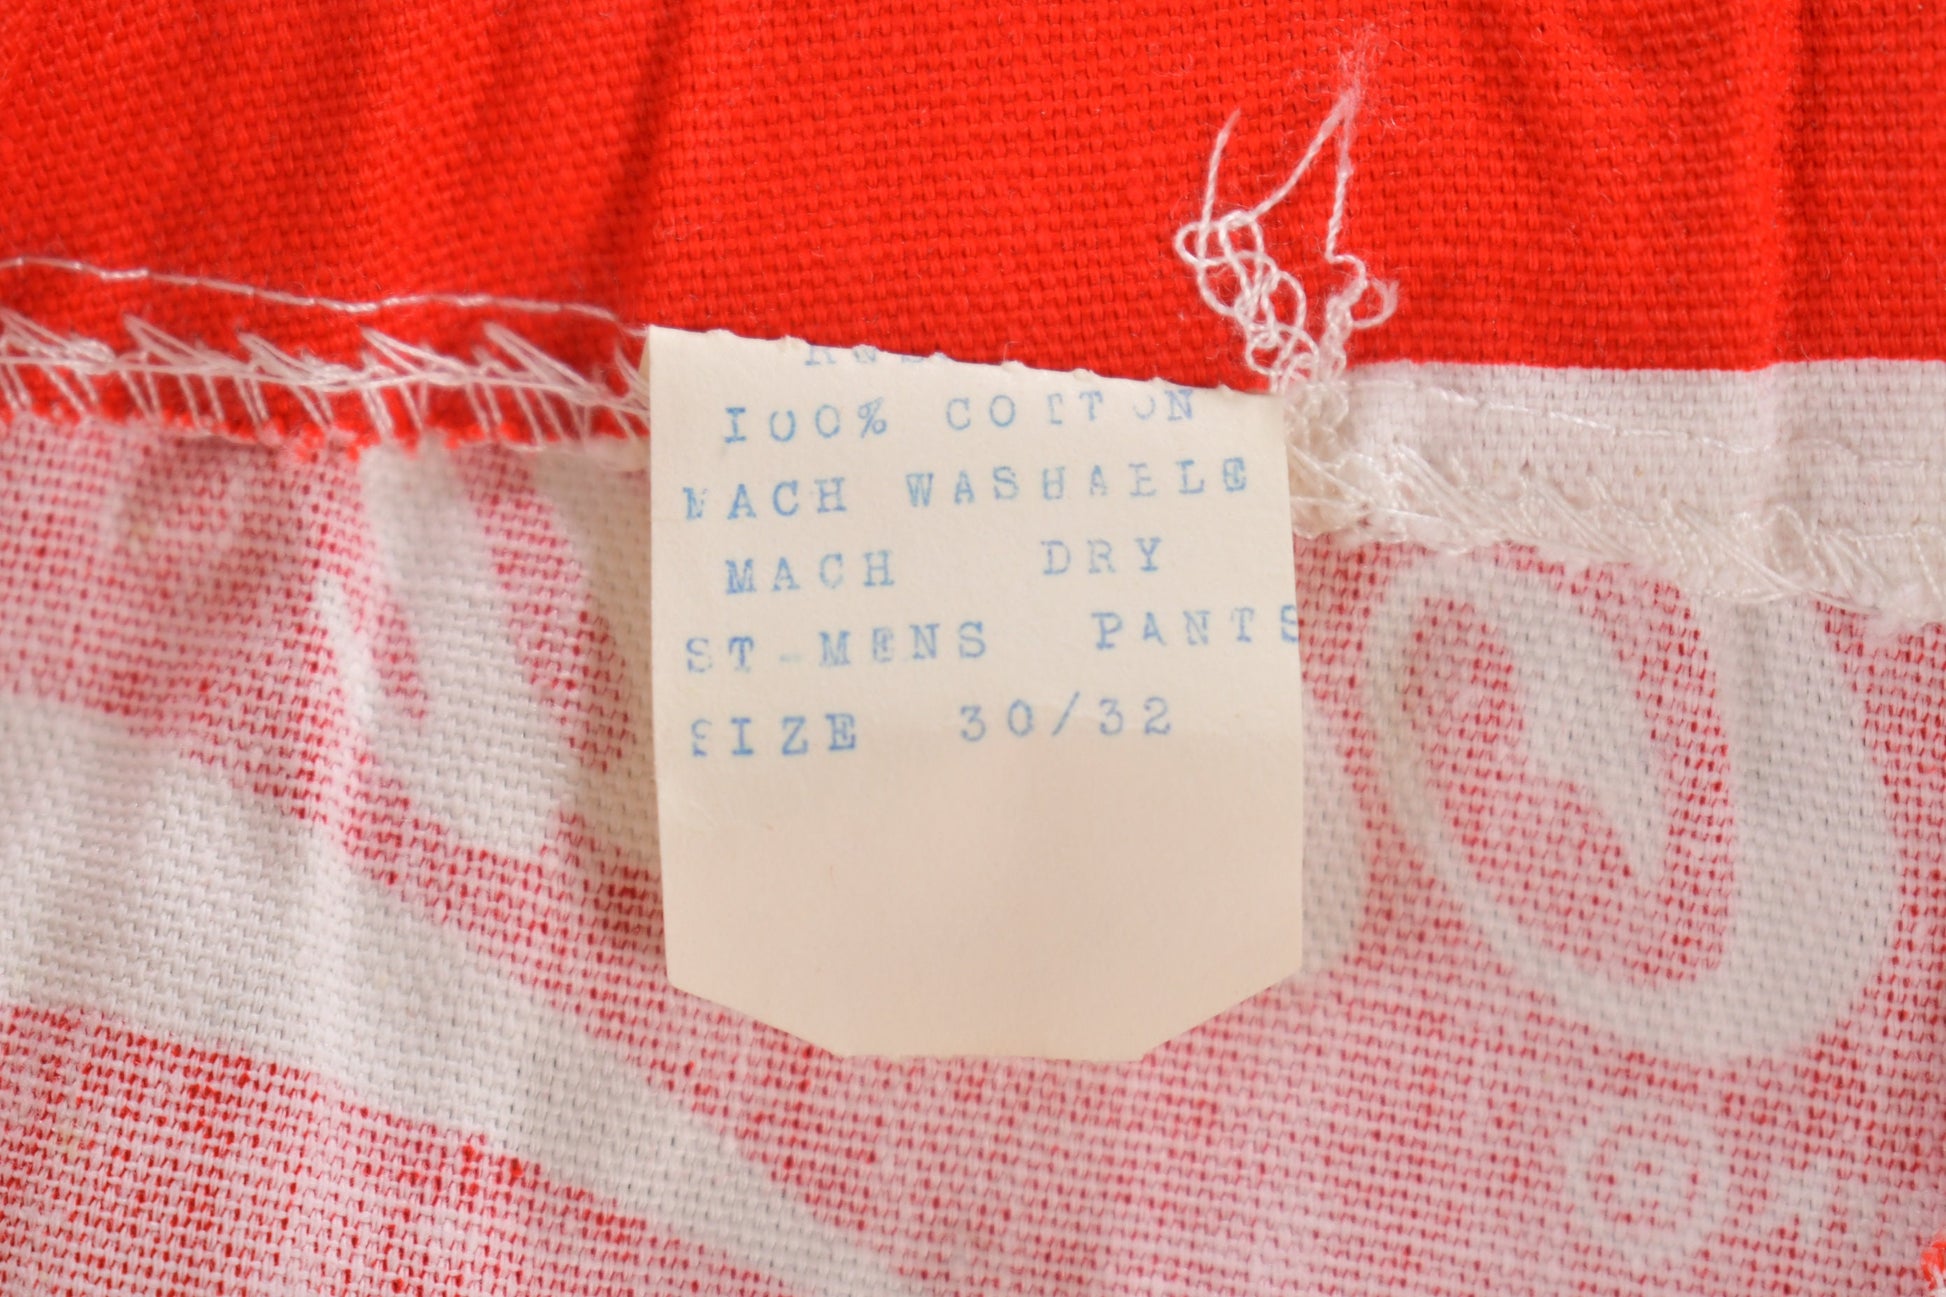 100% COTTON
MACH WASHABLE
MACH DRY
ST-MENS PANTS
SIZE 30/32